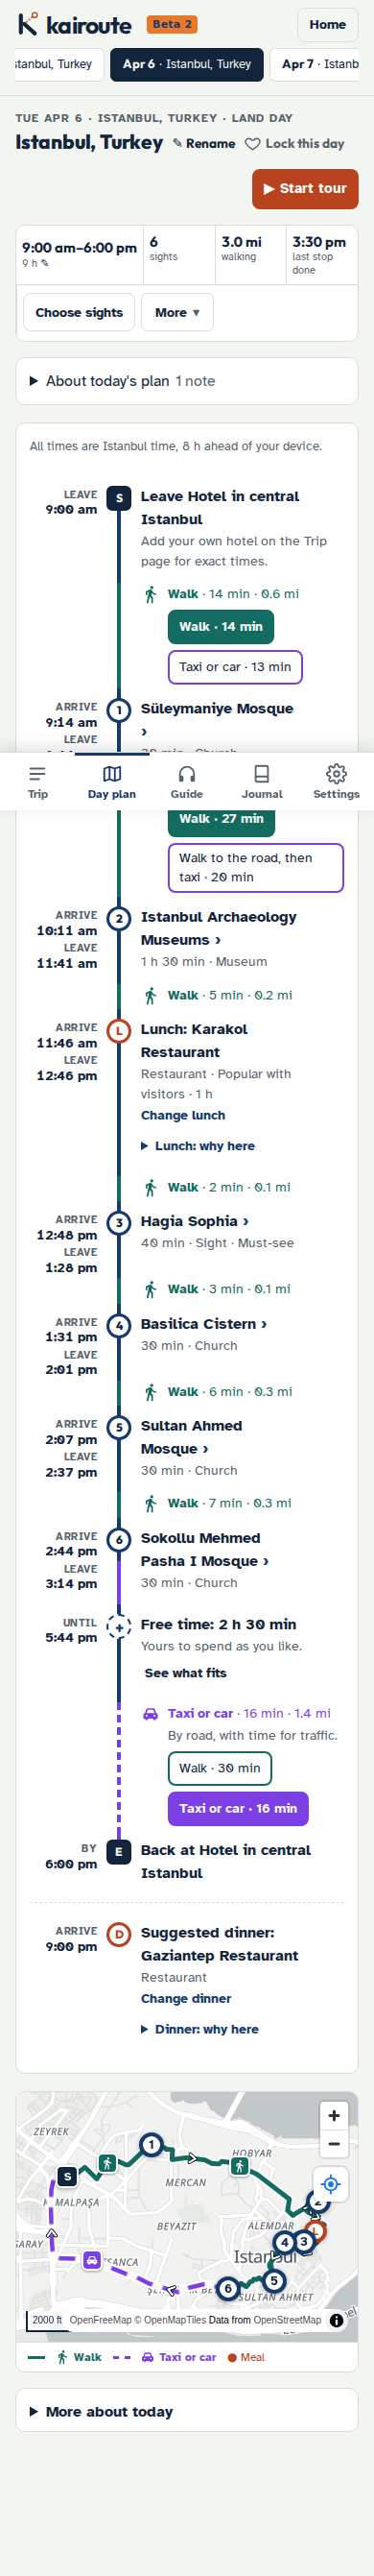 kairoute Beta 2 Home
stanbul, Turkey Apr 6 · Istanbul, Turkey Apr 7 · Istanb
TUE APR 6 · ISTANBUL, TURKEY · LAND DAY
Istanbul, Turkey ✎ Rename Lock this day
▶ Start tour
9:00 am–6:00 pm 6 3.0 mi 3:30 pm
9 h ✎ sights walking last stop done
Choose sights More ▾
▶ About today's plan 1 note
All times are Istanbul time, 8 h ahead of your device.
LEAVE
9:00 am
S
Leave Hotel in central
Istanbul
Add your own hotel on the Trip
page for exact times.
Walk · 14 min · 0.6 mi
Walk · 14 min
Taxi or car · 13 min
ARRIVE
9:14 am
LEAVE
1
Süleymaniye Mosque
›
Trip Day plan Guide Journal Settings
Walk · 27 min
Walk to the road, then
taxi · 20 min
ARRIVE
10:11 am
LEAVE
11:41 am
2
Istanbul Archaeology
Museums ›
1 h 30 min · Museum
Walk · 5 min · 0.2 mi
ARRIVE
11:46 am
LEAVE
12:46 pm
L
Lunch: Karakol
Restaurant
Restaurant · Popular with
visitors · 1 h
Change lunch
▶ Lunch: why here
Walk · 2 min · 0.1 mi
ARRIVE
12:48 pm
LEAVE
1:28 pm
3
Hagia Sophia ›
40 min · Sight · Must-see
Walk · 3 min · 0.1 mi
ARRIVE
1:31 pm
LEAVE
2:01 pm
4
Basilica Cistern ›
30 min · Church
Walk · 6 min · 0.3 mi
ARRIVE
2:07 pm
LEAVE
2:37 pm
5
Sultan Ahmed
Mosque ›
30 min · Church
Walk · 7 min · 0.3 mi
ARRIVE
2:44 pm
LEAVE
3:14 pm
6
Sokollu Mehmed
Pasha I Mosque ›
30 min · Church
UNTIL
5:44 pm
+
Free time: 2 h 30 min
Yours to spend as you like.
See what fits
Taxi or car · 16 min · 1.4 mi
By road, with time for traffic.
Walk · 30 min
Taxi or car · 16 min
BY
6:00 pm
E
Back at Hotel in central
Istanbul
ARRIVE
9:00 pm
D
Suggested dinner:
Gaziantep Restaurant
Restaurant
Change dinner
▶ Dinner: why here
+
−
ZEYREK
1
HOBYAR
S
MERCAN
2
BEYAZIT
ALEMDAR
4 3
Istanbul
5
6
SULTAN AHMET
2000 ft OpenFreeMap © OpenMapTiles Data from OpenStreetMap
Walk Taxi or car Meal
▶ More about today